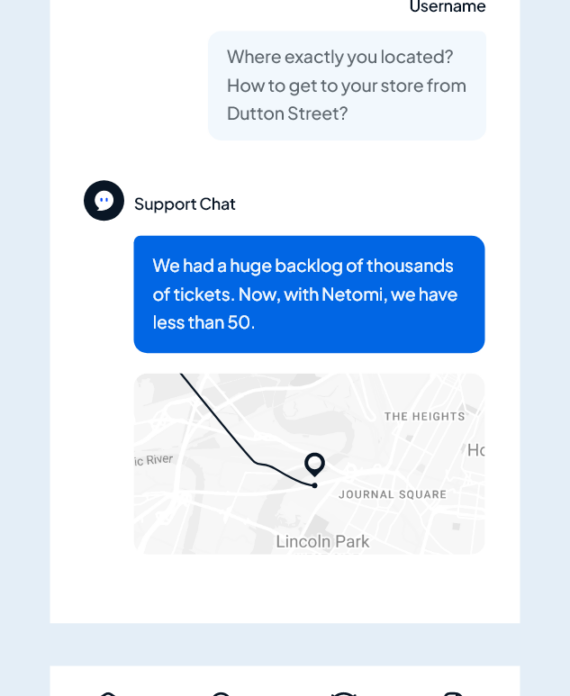 Username
Where exactly you located?
How to get to your store from
Dutton Street?
Support Chat
We had a huge backlog of thousands
of tickets. Now, with Netomi, we have
less than 50.
THE HEIGHTS
Ho
ic River
JOURNAL SQUARE
Lincoln Park